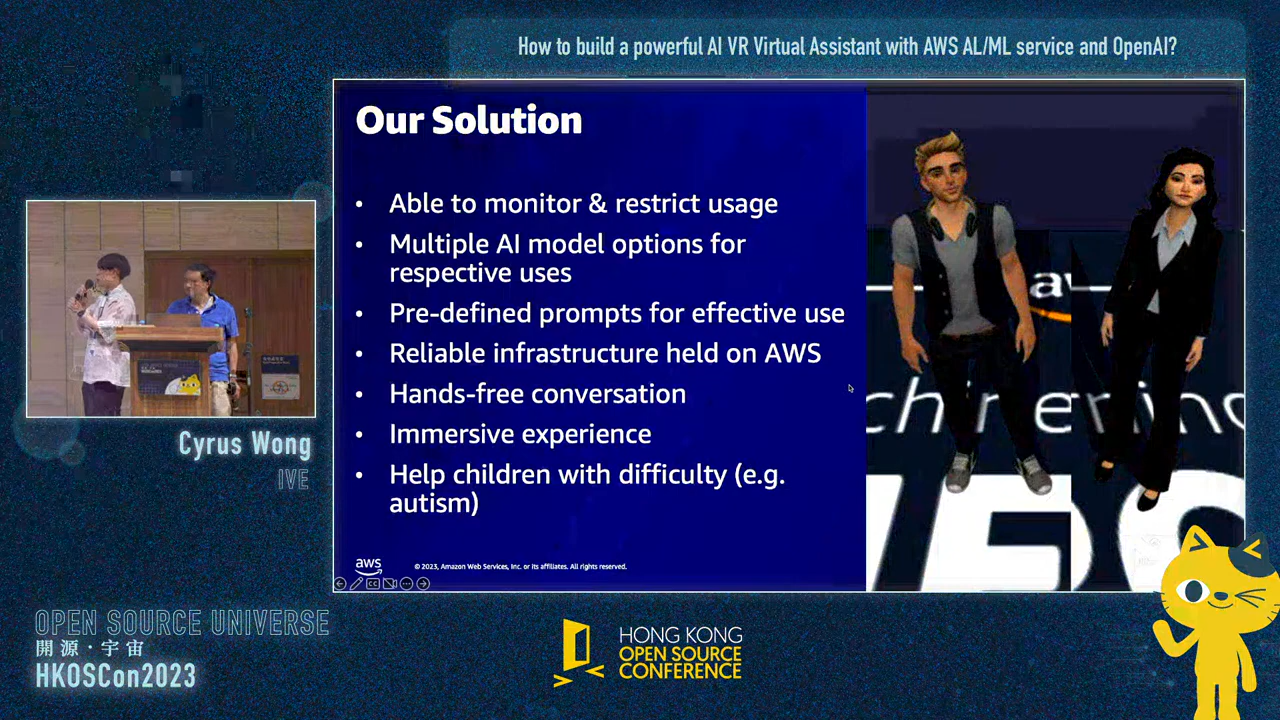 How to build a powerful AI VR Virtual Assistant with AWS AL/ML service and OpenAI?
Our Solution
• Able to monitor & restrict usage
• Multiple AI model options for
respective uses
• Pre-defined prompts for effective use
• Reliable infrastructure held on AWS
• Hands-free conversation
• Immersive experience
• Help children with difficulty (e.g.
autism)
aws
© 2023, Amazon Web Services, Inc. or its affiliates. All rights reserved.
Cyrus Wong
IVE
OPEN SOURCE UNIVERSE
開源·宇宙
HKOSCon2023
HONG KONG
OPEN SOURCE
CONFERENCE